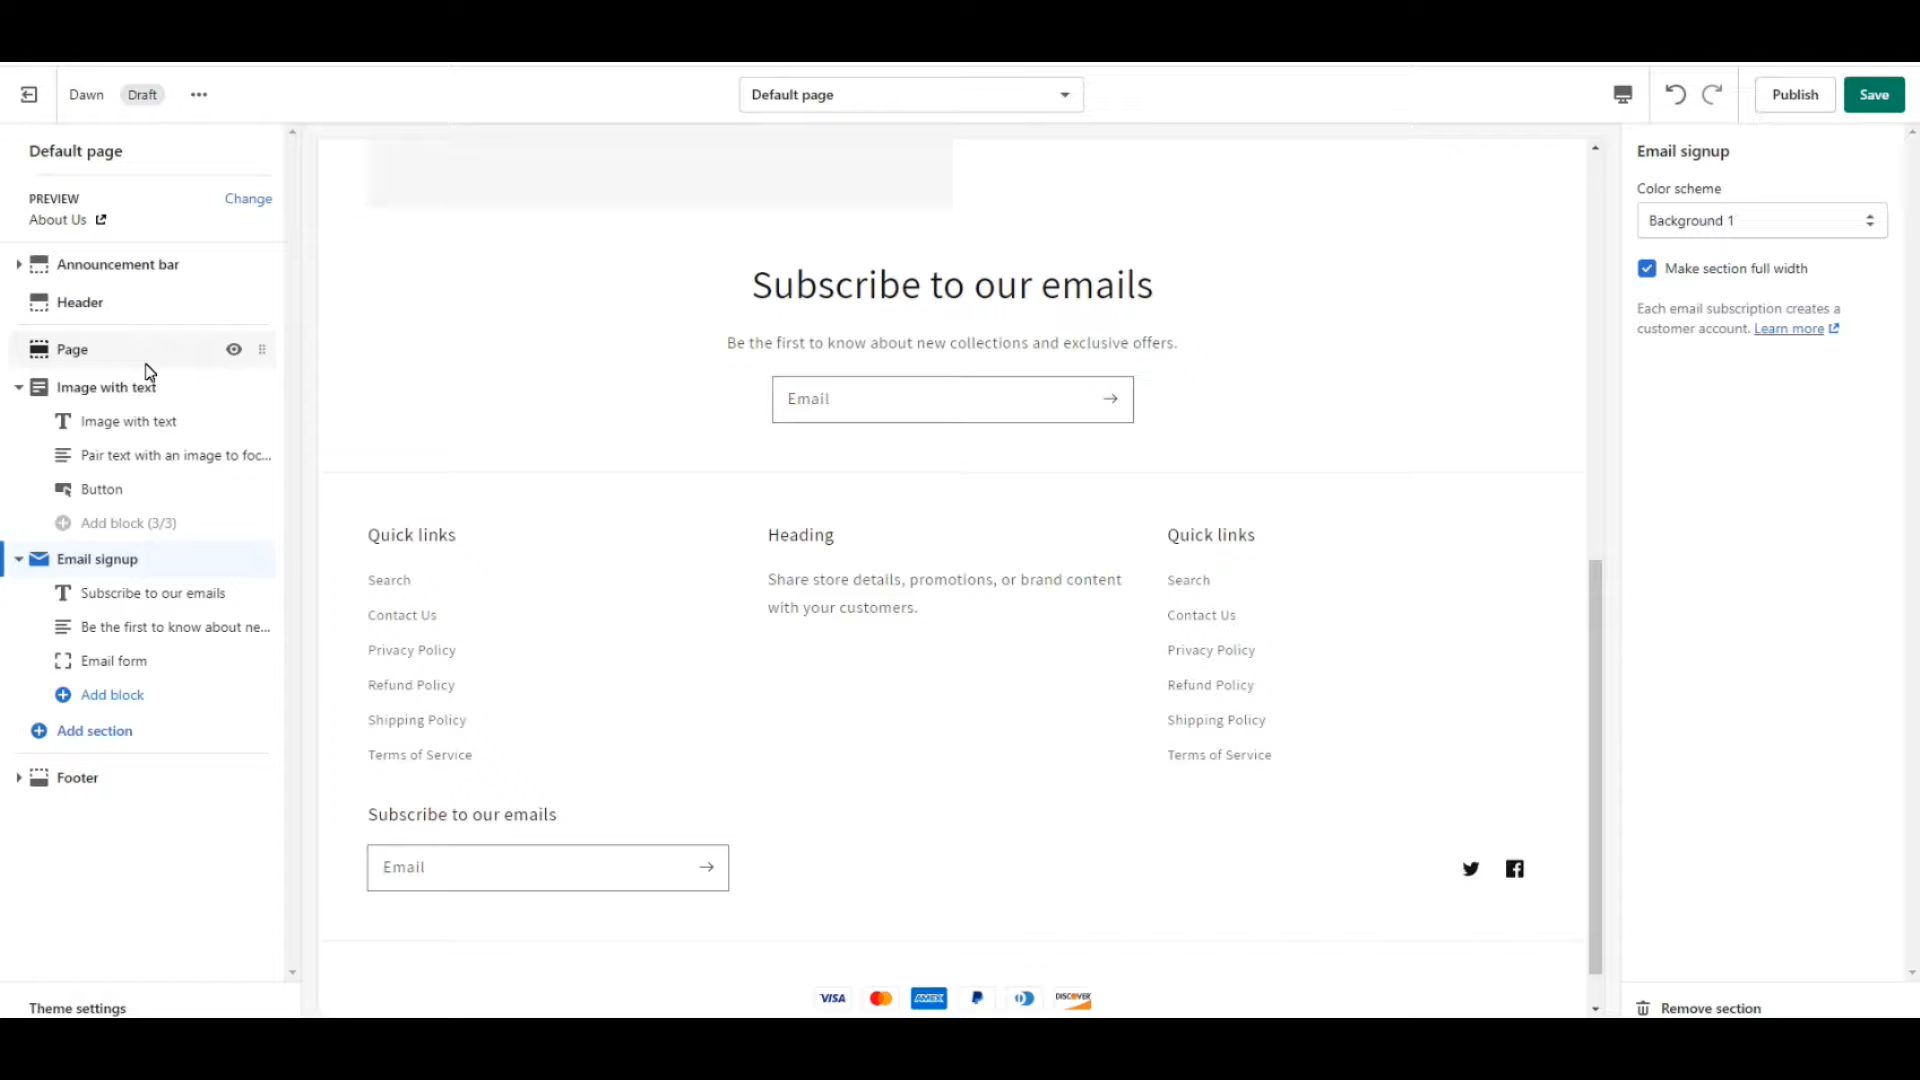 Dawn Draft
Default page
Publish
Save
Default page
PREVIEW
Change
About Us
Announcement bar
Header
Page
Image with text
Image with text
Pair text with an image to foc...
Button
Add block (3/3)
Email signup
Subscribe to our emails
Be the first to know about ne...
Email form
Add block
Add section
Footer
Theme settings
Subscribe to our emails
Be the first to know about new collections and exclusive offers.
Email
Quick links
Search
Contact Us
Privacy Policy
Refund Policy
Shipping Policy
Terms of Service
Heading
Share store details, promotions, or brand content
with your customers.
Quick links
Search
Contact Us
Privacy Policy
Refund Policy
Shipping Policy
Terms of Service
Subscribe to our emails
Email
VISA
AMEX
DISCOVER
Email signup
Color scheme
Background 1
Make section full width
Each email subscription creates a
customer account. Learn more
Remove section